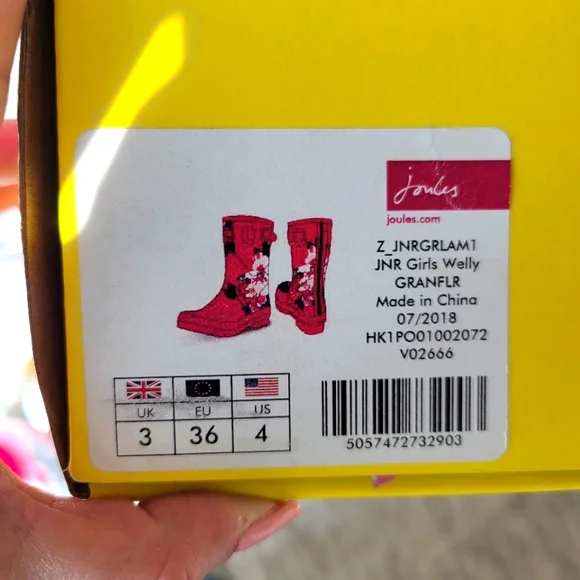 Joules
joules.com
Z_JNRGRLAM1
JNR Girls Welly
GRANFLR
Made in China
07/2018
HK1PO01002072
V02666
UK EU US
3 36 4
5057472732903